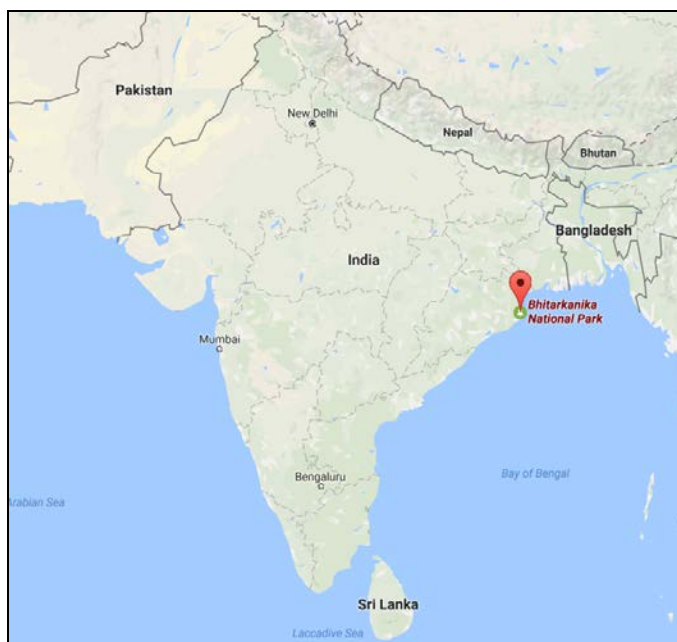 Pakistan
New Delhi
Nepal
Bhutan
Bangladesh
India
Bhitarkanika
National Park
Mumbai
Bay of Bengal
Bengaluru
Arabian Sea
Sri Lanka
Laccadive Sea